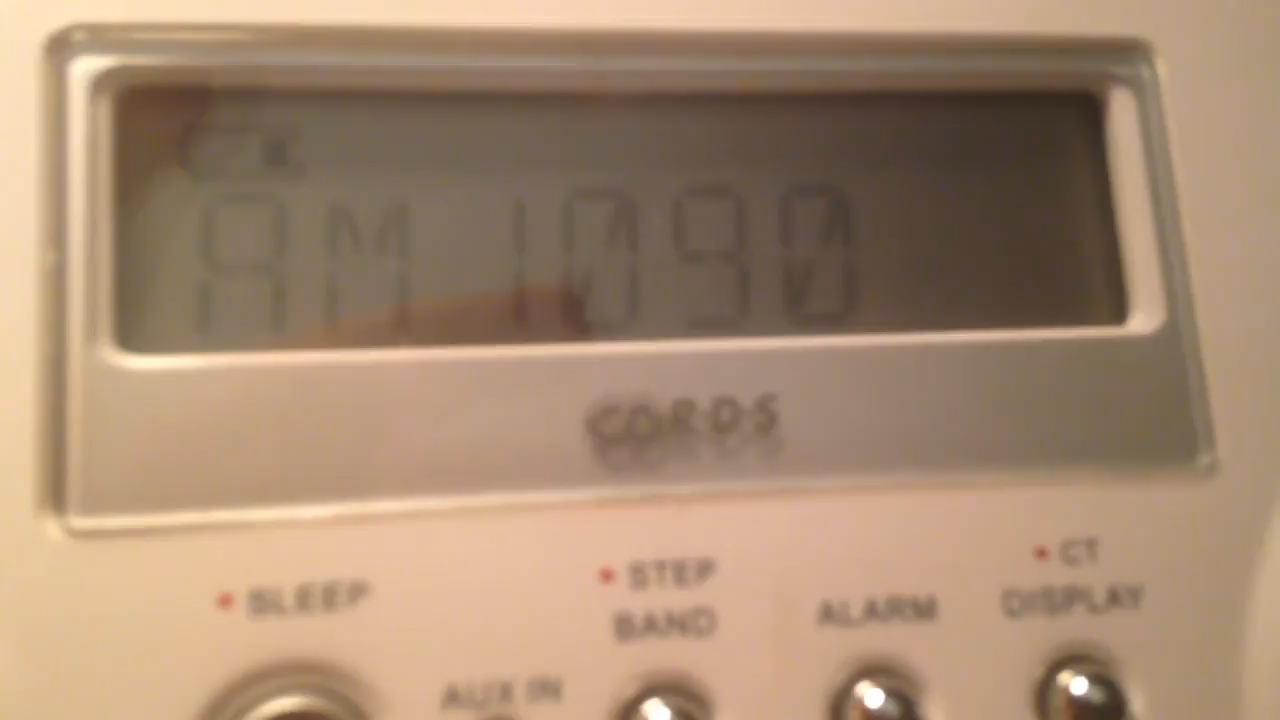 AM 1090
C·O·R·D·S
SLEEP
STEP
BAND
ALARM
CT
DISPLAY
AUX IN